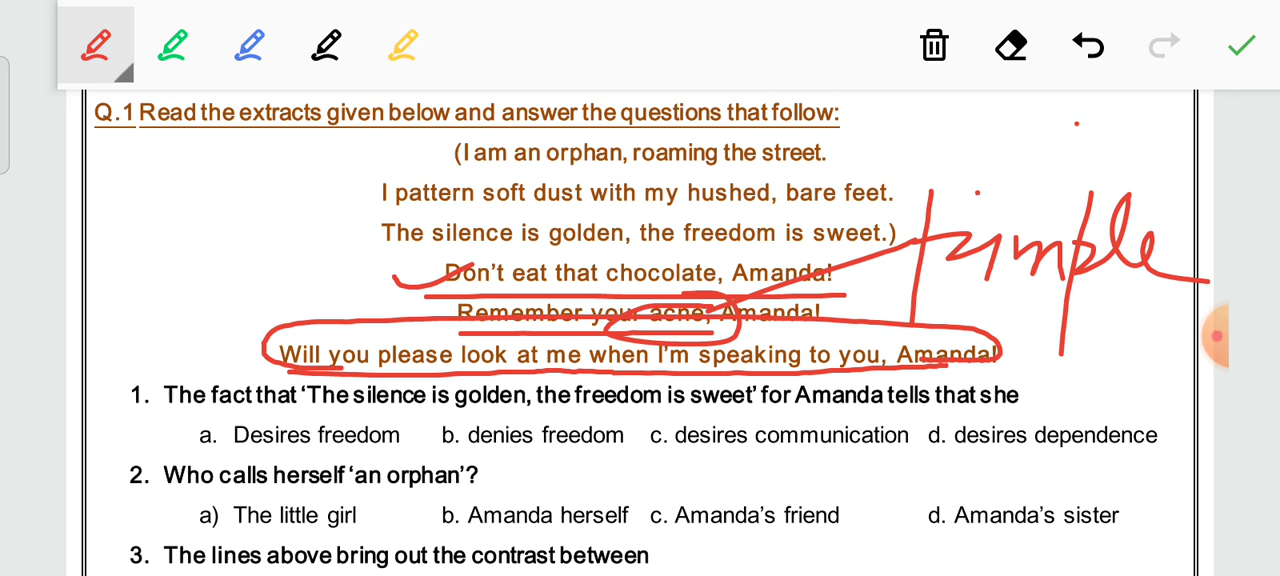 Q.1 Read the extracts given below and answer the questions that follow:
(I am an orphan, roaming the street.
I pattern soft dust with my hushed, bare feet.
The silence is golden, the freedom is sweet.)
Don't eat that chocolate, Amanda!
Remember your acne, Amanda!
Will you please look at me when I'm speaking to you, Amanda!
1. The fact that 'The silence is golden, the freedom is sweet' for Amanda tells that she
a. Desires freedom b. denies freedom c. desires communication d. desires dependence
2. Who calls herself 'an orphan'?
a) The little girl b. Amanda herself c. Amanda's friend d. Amanda's sister
3. The lines above bring out the contrast between